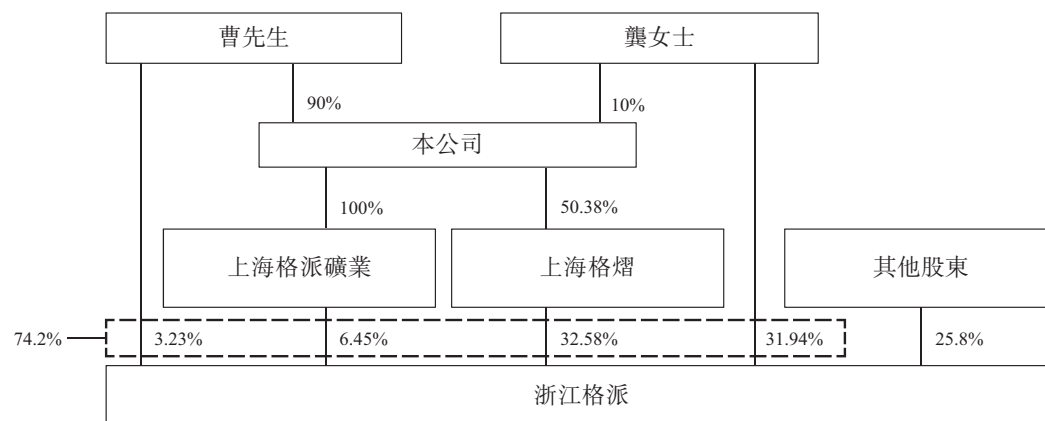 曹先生
龔女士
90%
10%
本公司
100%
50.38%
上海格派礦業
上海格熠
其他股東
74.2%
3.23%
6.45%
32.58%
31.94%
25.8%
浙江格派